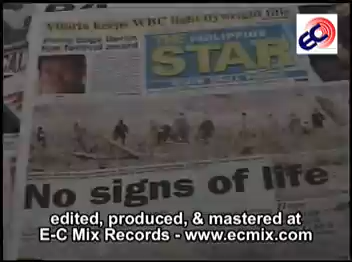 Viloria keeps WBC light flyweight title
EC
THE PHILIPPINE
STAR
No signs of life
edited, produced, & mastered at
E-C Mix Records - www.ecmix.com